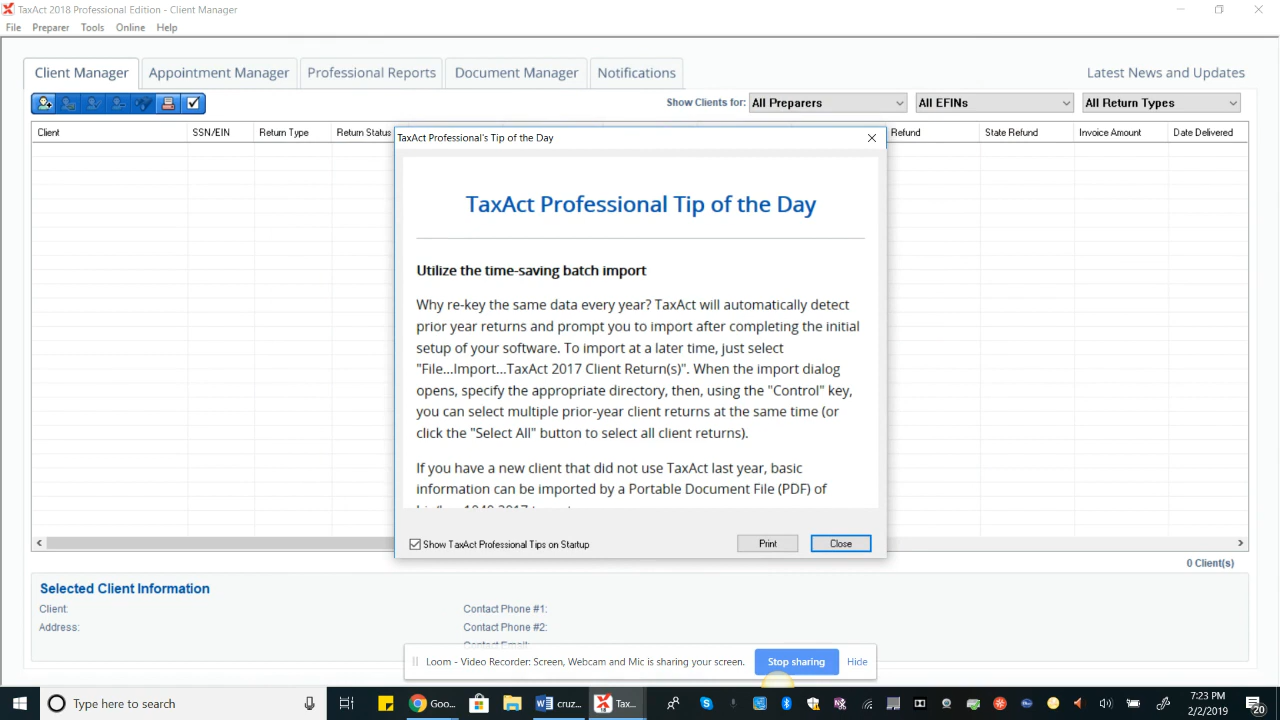 TaxAct 2018 Professional Edition - Client Manager
File Preparer Tools Online Help
Client Manager Appointment Manager Professional Reports Document Manager Notifications Latest News and Updates
Show Clients for: All Preparers All EFINs All Return Types
Client SSN/EIN Return Type Return Status Refund State Refund Invoice Amount Date Delivered
TaxAct Professional's Tip of the Day
TaxAct Professional Tip of the Day
Utilize the time-saving batch import
Why re-key the same data every year? TaxAct will automatically detect
prior year returns and prompt you to import after completing the initial
setup of your software. To import at a later time, just select
"File...Import...TaxAct 2017 Client Return(s)". When the import dialog
opens, specify the appropriate directory, then, using the "Control" key,
you can select multiple prior-year client returns at the same time (or
click the "Select All" button to select all client returns).
If you have a new client that did not use TaxAct last year, basic
information can be imported by a Portable Document File (PDF) of
Show TaxAct Professional Tips on Startup Print Close
0 Client(s)
Selected Client Information
Client: Contact Phone #1:
Address: Contact Phone #2:
Contact Email:
Loom - Video Recorder: Screen, Webcam and Mic is sharing your screen. Stop sharing Hide
Type here to search Goo... cruz... Tax...
7:23 PM
2/2/2019
20